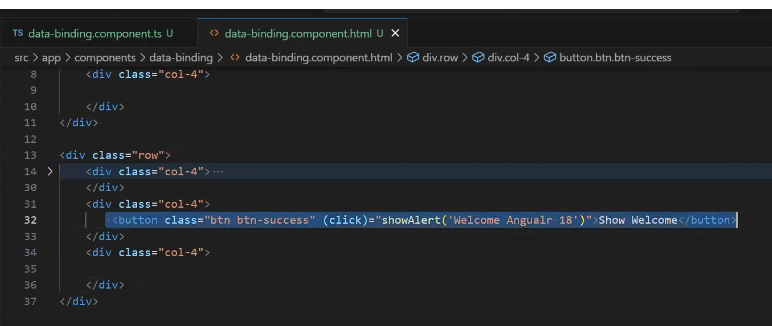 TS data-binding.component.ts U <> data-binding.component.html U ×
src > app > components > data-binding > <> data-binding.component.html > div.row > div.col-4 > button.btn.btn-success
8 <div class="col-4">
9
10 </div>
11 </div>
12
13 <div class="row">
14 > <div class="col-4">···
30 </div>
31 <div class="col-4">
32 <button class="btn btn-success" (click)="showAlert('Welcome Angualr 18')">Show Welcome</button>
33 </div>
34 <div class="col-4">
35
36 </div>
37 </div>